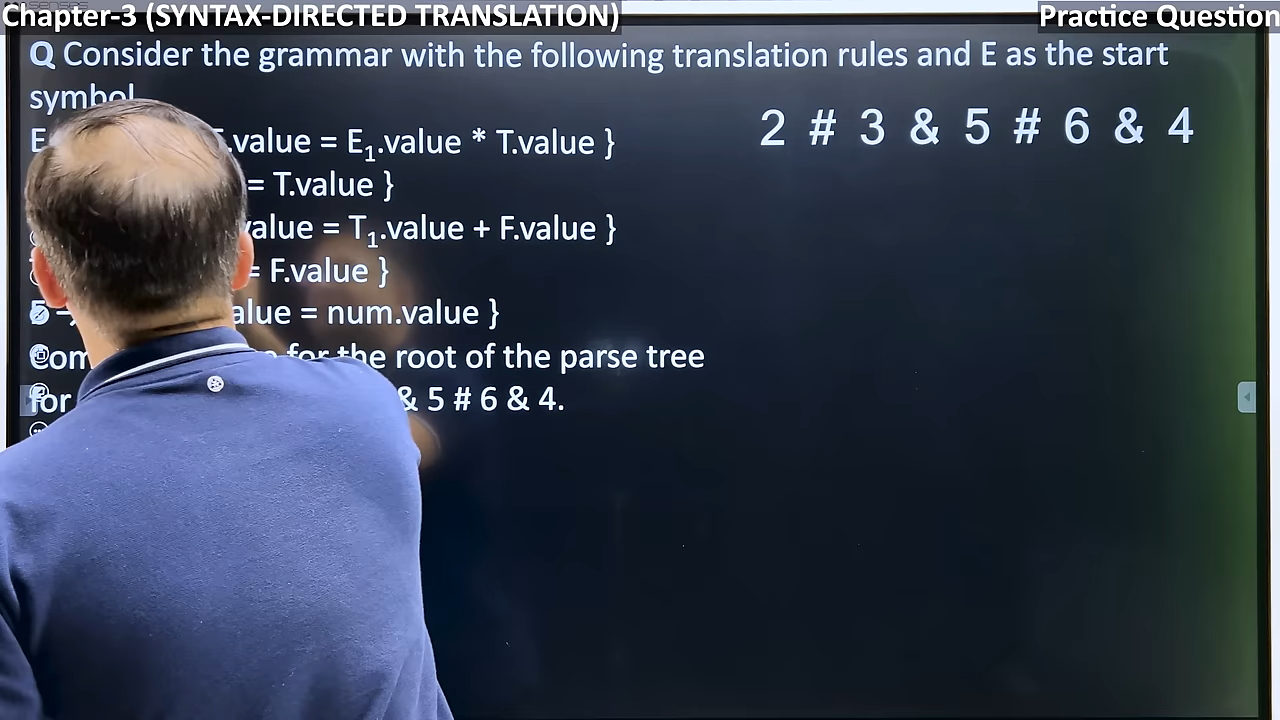 Chapter-3 (SYNTAX-DIRECTED TRANSLATION)
Practice Question
Q Consider the grammar with the following translation rules and E as the start
symbol
2 # 3 & 5 # 6 & 4
E .value = E₁.value * T.value }
= T.value }
value = T₁.value + F.value }
= F.value }
alue = num.value }
Com for the root of the parse tree
for & 5 # 6 & 4.